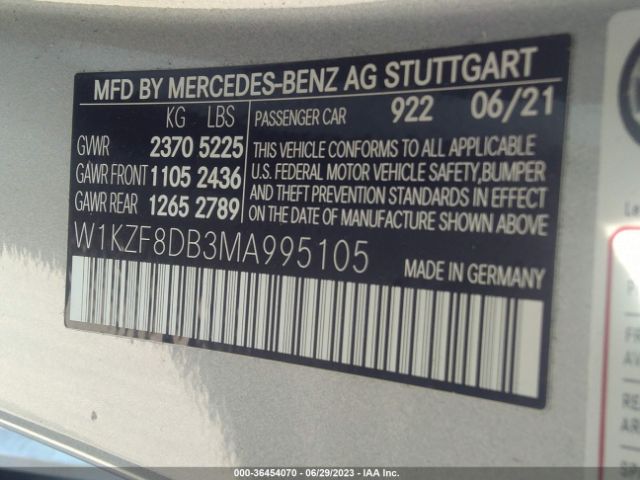 MFD BY MERCEDES-BENZ AG STUTTGART
KG LBS
GVWR 2370 5225
GAWR FRONT 1105 2436
GAWR REAR 1265 2789
PASSENGER CAR 922 06/21
THIS VEHICLE CONFORMS TO ALL APPLICABLE
U.S. FEDERAL MOTOR VEHICLE SAFETY,BUMPER
AND THEFT PREVENTION STANDARDS IN EFFECT
ON THE DATE OF MANUFACTURE SHOWN ABOVE.
W1KZF8DB3MA995105
MADE IN GERMANY
000-36454070 - 06/29/2023 - IAA Inc.